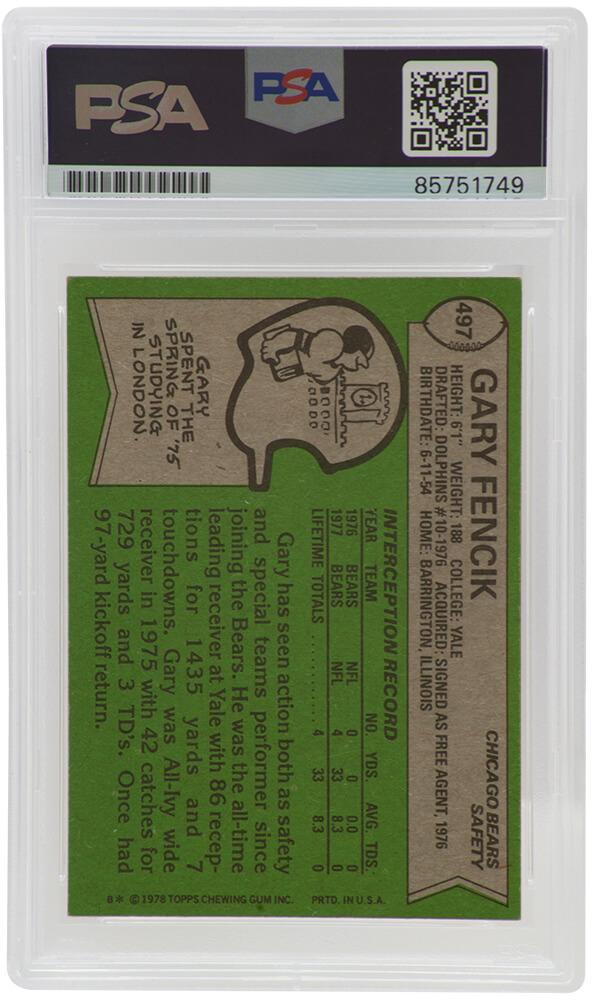 PSA
PSA
85751749
497
GARY FENCIK
CHICAGO BEARS
SAFETY
HEIGHT: 6'1" WEIGHT: 188 COLLEGE: YALE
DRAFTED: DOLPHINS #10-1976 ACQUIRED: SIGNED AS FREE AGENT, 1976
BIRTHDATE: 6-11-54 HOME: BARRINGTON, ILLINOIS
INTERCEPTION RECORD
YEAR TEAM NO. YDS. AVG. TDS.
1976 BEARS NFL 0 0 0.0 0
1977 BEARS NFL 4 33 8.3 0
LIFETIME TOTALS ............ 4 33 8.3 0
GARY
SPENT THE
SPRING OF '75
STUDYING
IN LONDON.
Gary has seen action both as safety
and special teams performer since
joining the Bears. He was the all-time
leading receiver at Yale with 86 recep-
tions for 1435 yards and 7
touchdowns. Gary was All-Ivy wide
receiver in 1975 with 42 catches for
729 yards and 3 TD's. Once had
97-yard kickoff return.
B* © 1978 TOPPS CHEWING GUM INC. PRTD. IN U.S.A.